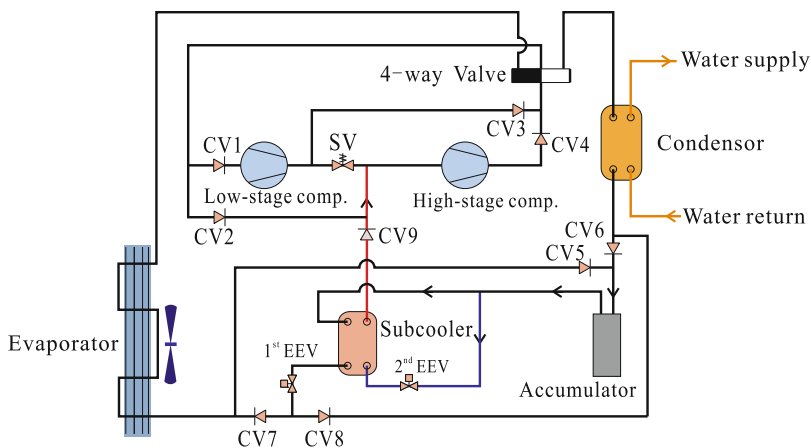 Water supply
4-way Valve
CV3
CV1
SV
CV4
Condensor
Low-stage comp.
High-stage comp.
Water return
CV2
CV9
CV6
CV5
Subcooler
Evaporator
1st EEV
2nd EEV
Accumulator
CV7
CV8